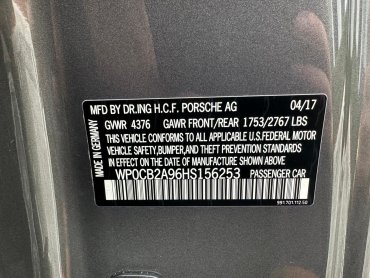 MFD BY DR.ING H.C.F. PORSCHE AG 04/17
GVWR 4376 GAWR FRONT/REAR 1753/2767 LBS
THIS VEHICLE CONFORMS TO ALL APPLICABLE U.S.FEDERAL MOTOR
VEHICLE SAFETY,BUMPER,AND THEFT PREVENTION STANDARDS
IN EFFECT ON THE DATE OF MANUFACTURE SHOWN ABOVE
WP0CB2A96HS156253 PASSENGER CAR
MADE IN GERMANY